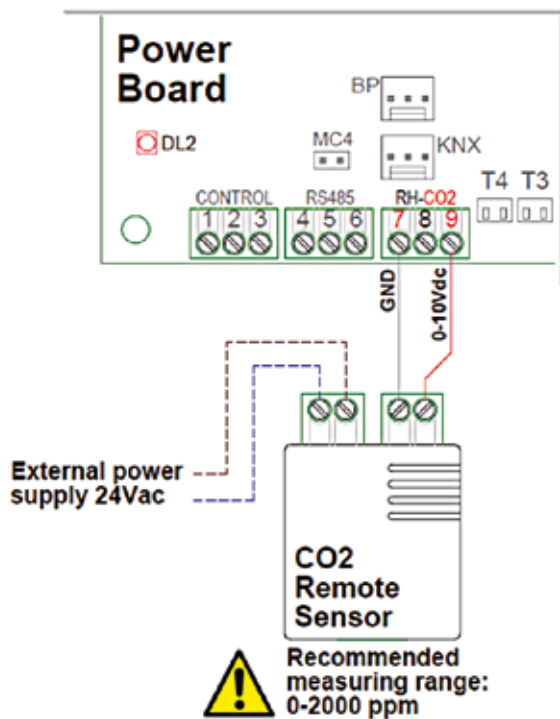 Power
Board
BP
DL2
MC4
KNX
T4 T3
CONTROL RS485 RH-CO2
1 2 3 4 5 6 7 8 9
GND
0-10Vdc
External power
supply 24Vac
CO2
Remote
Sensor
Recommended
measuring range:
0-2000 ppm